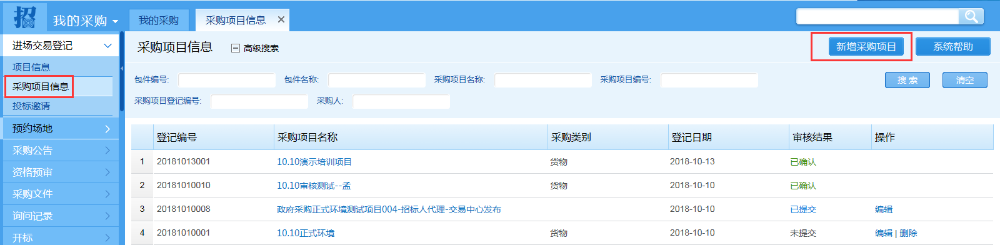 招 我的采购 我的采购 采购项目信息
进场交易登记 采购项目信息 高级搜索 新增采购项目 系统帮助
项目信息
采购项目信息
投标邀请
预约场地
采购公告
资格预审
采购文件
询问记录
开标
包件编号: 包件名称: 采购项目名称: 采购项目编号: 搜 索 清空
采购项目登记编号: 采购人:
登记编号 采购项目名称 采购类别 登记日期 审核结果 操作
1 20181013001 10.10演示培训项目 货物 2018-10-13 已确认
2 20181010010 10.10审核测试--孟 货物 2018-10-10 已确认
3 20181010008 政府采购正式环境测试项目004-招标人代理-交易中心发布 2018-10-10 已提交 编辑
4 20181010001 10.10正式环境 货物 2018-10-10 未提交 编辑 | 删除